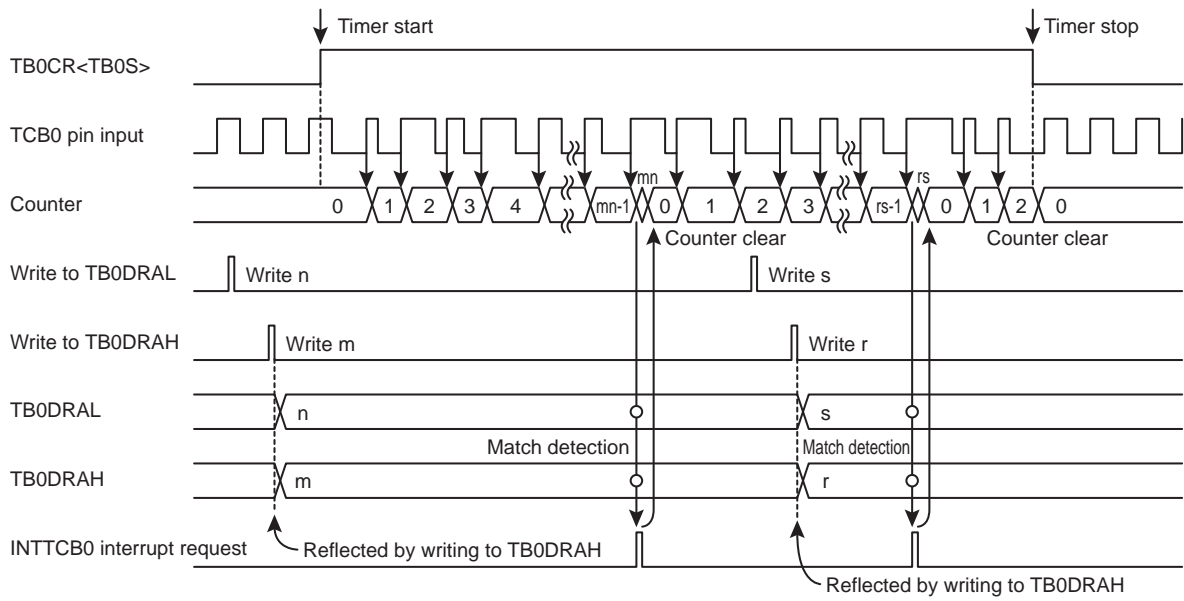 Timer start
Timer stop
TB0CR<TB0S>
TCB0 pin input
mn
rs
Counter
0 1 2 3 4 mn-1 0 1 2 3 rs-1 0 1 2 0
Counter clear
Counter clear
Write to TB0DRAL
Write n
Write s
Write to TB0DRAH
Write m
Write r
TB0DRAL
n
s
Match detection
Match detection
TB0DRAH
m
r
INTTCB0 interrupt request
Reflected by writing to TB0DRAH
Reflected by writing to TB0DRAH